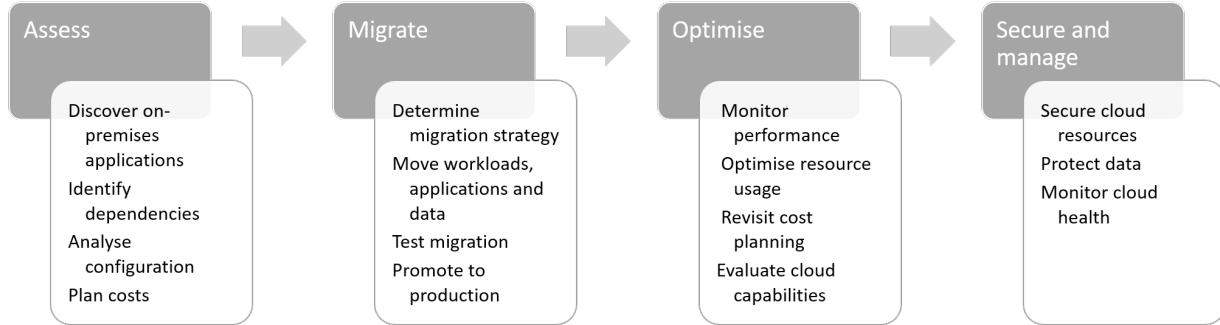 Assess
Discover on-
premises
applications
Identify
dependencies
Analyse
configuration
Plan costs
Migrate
Determine
migration strategy
Move workloads,
applications and
data
Test migration
Promote to
production
Optimise
Monitor
performance
Optimise resource
usage
Revisit cost
planning
Evaluate cloud
capabilities
Secure and
manage
Secure cloud
resources
Protect data
Monitor cloud
health